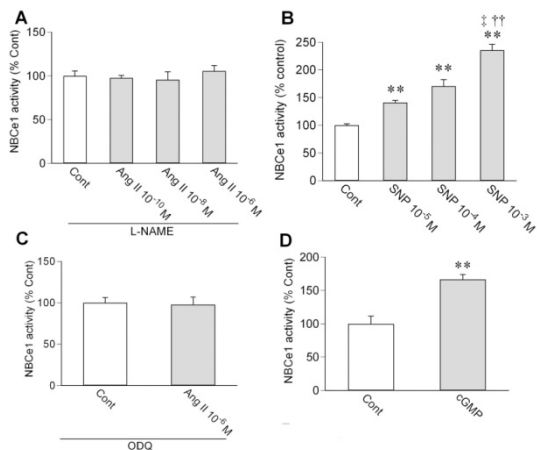 A
NBCe1 activity (% Cont)
150
100
50
0
Cont
Ang II 10⁻¹⁰ M
Ang II 10⁻⁸ M
Ang II 10⁻⁶ M
L-NAME
B
NBCe1 activity (% control)
250
200
150
100
50
0
**
**
‡ ††
**
Cont
SNP 10⁻⁵ M
SNP 10⁻⁴ M
SNP 10⁻³ M
C
NBCe1 activity (% Cont)
150
100
50
0
Cont
Ang II 10⁻⁶ M
ODQ
D
NBCe1 activity (% Cont)
200
150
100
50
0
**
Cont
cGMP